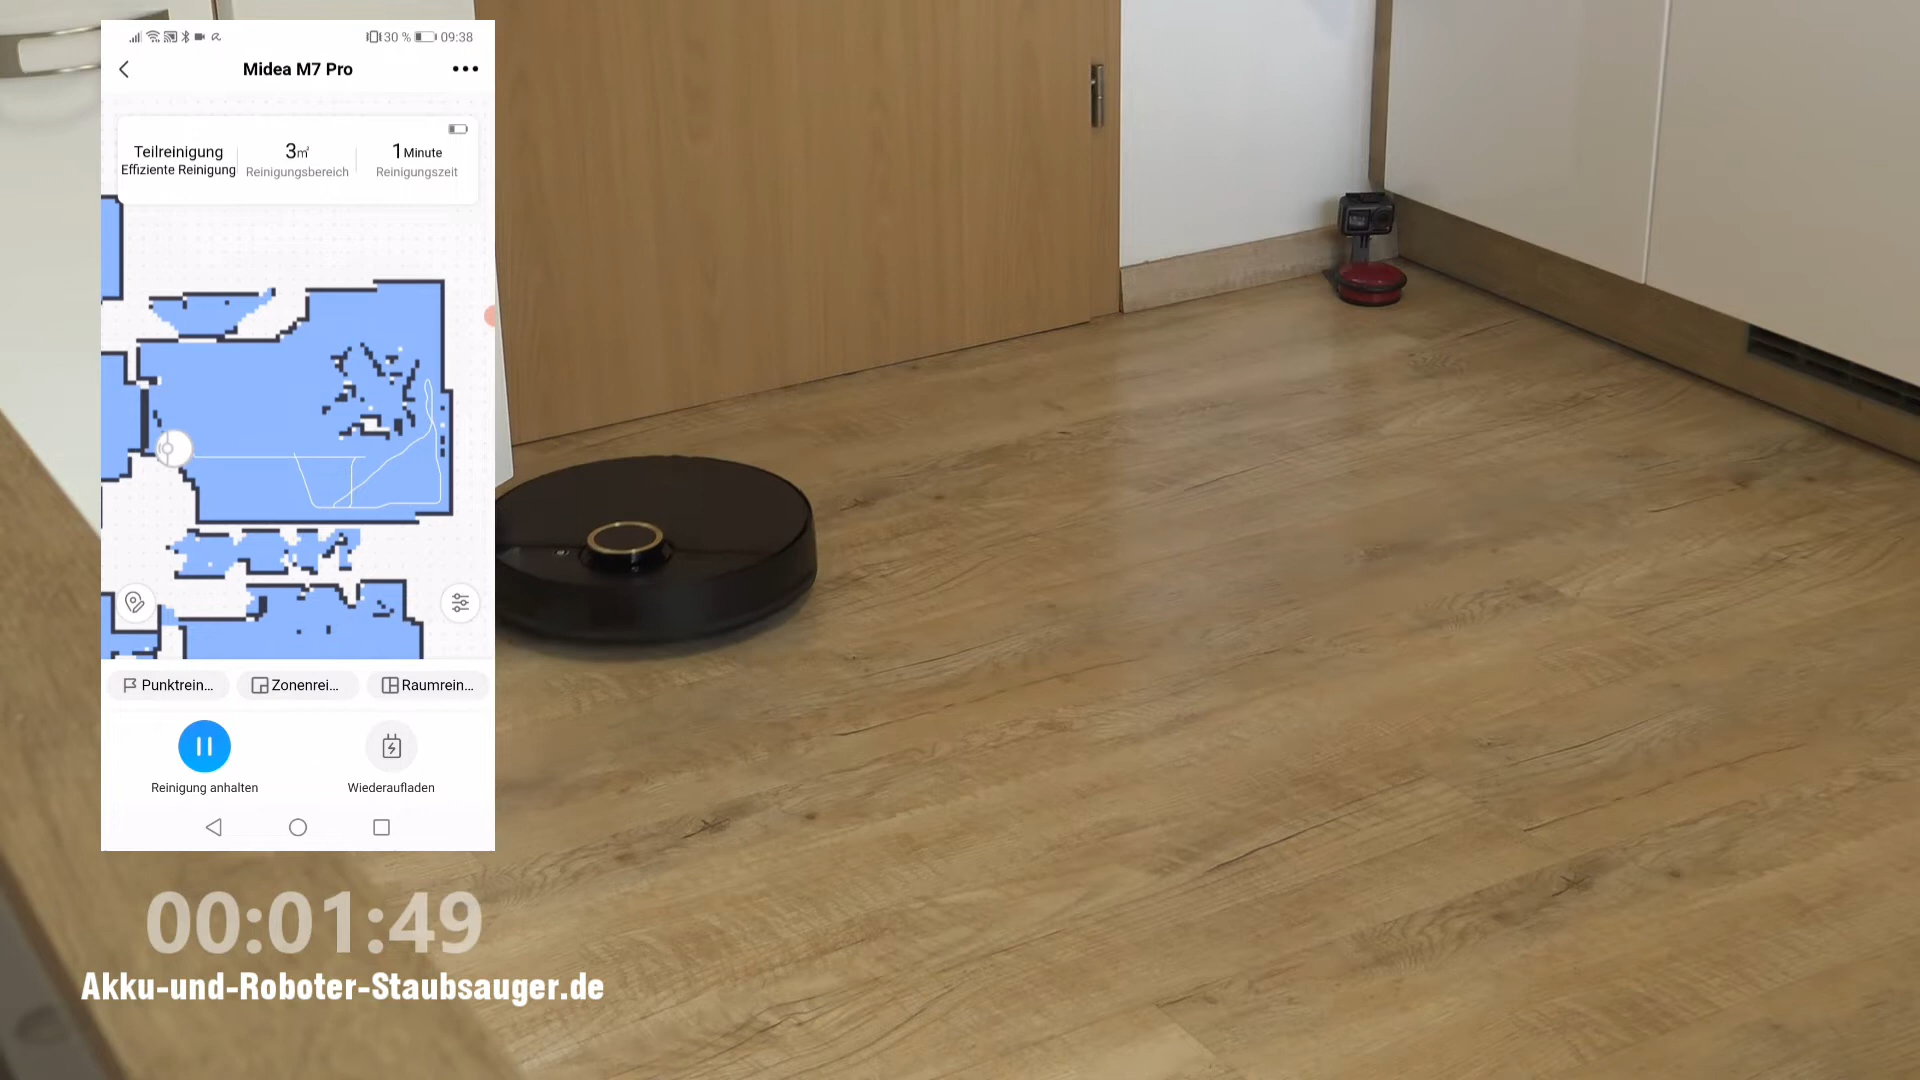 30 % 09:38
Midea M7 Pro
Teilreinigung
Effiziente Reinigung
3㎡
Reinigungsbereich
1 Minute
Reinigungszeit
Punktrein...
Zonenrei...
Raumrein...
Reinigung anhalten
Wiederaufladen
00:01:49
Akku-und-Roboter-Staubsauger.de